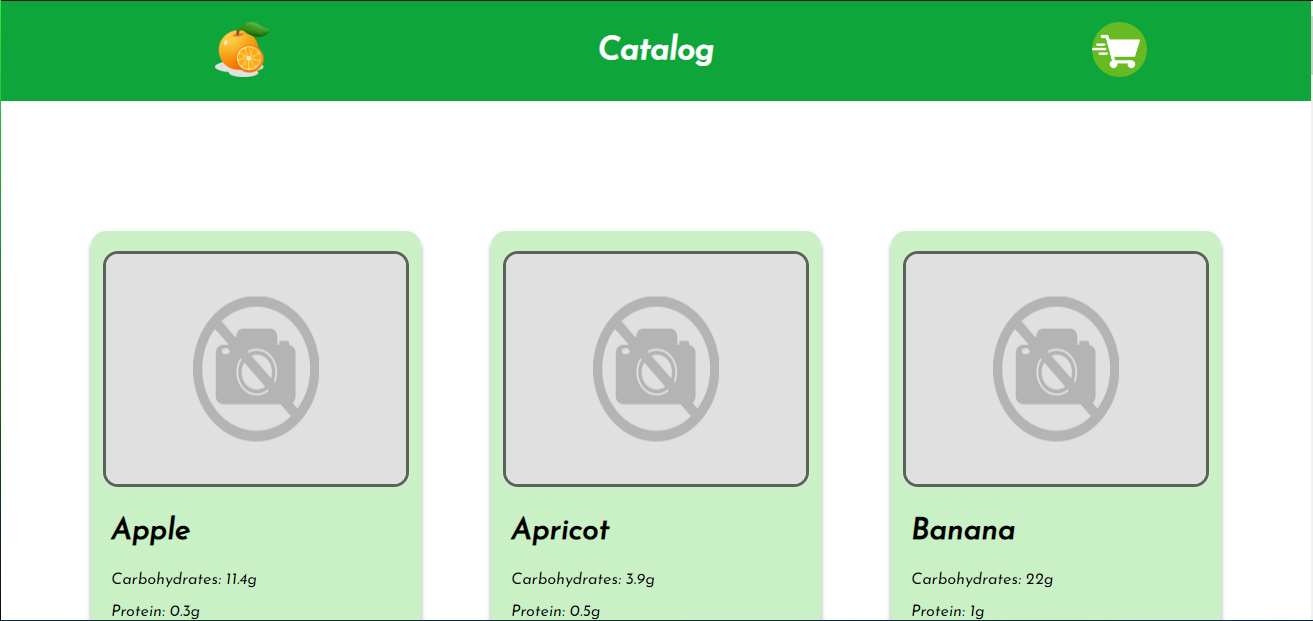 Catalog
Apple
Carbohydrates: 11.4g
Protein: 0.3g
Apricot
Carbohydrates: 3.9g
Protein: 0.5g
Banana
Carbohydrates: 22g
Protein: 1g